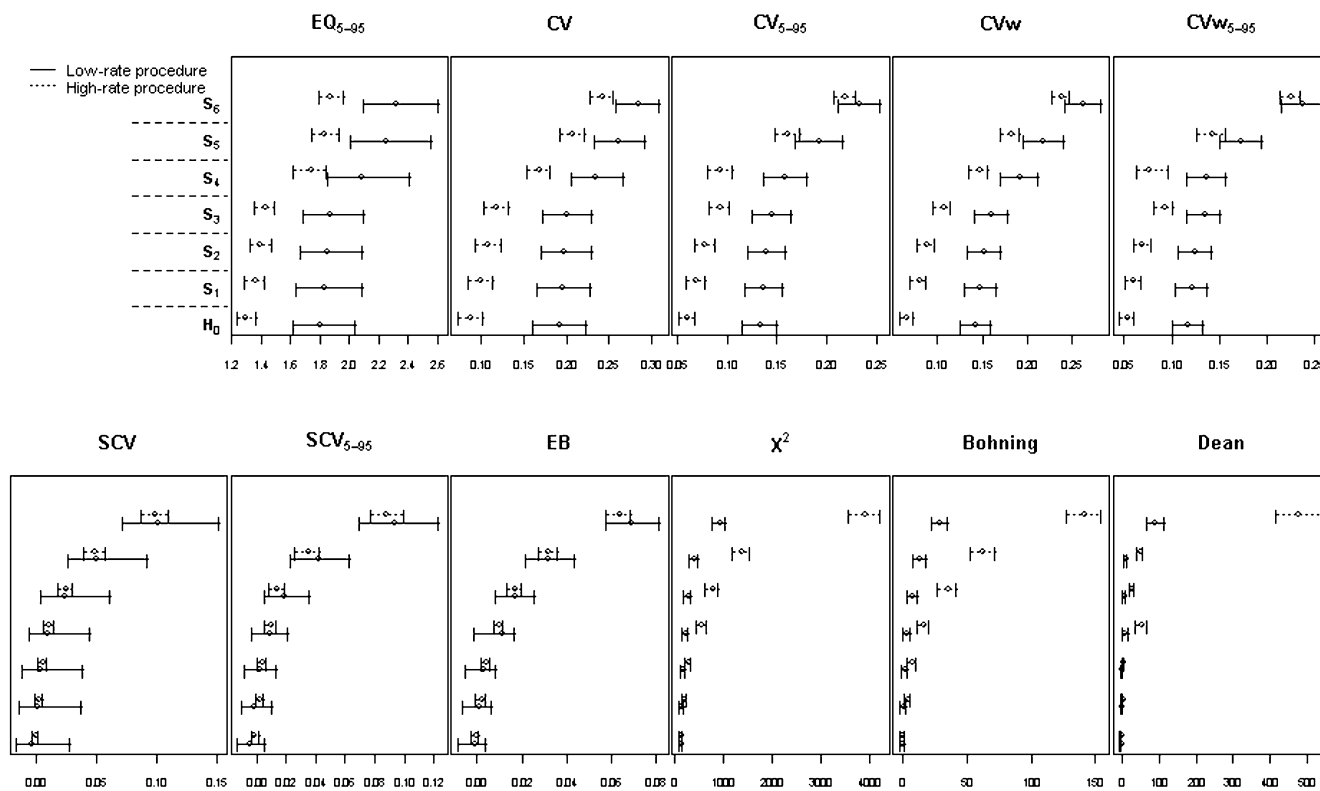 EQ5–95 CV CV5–95 CVw CVw5–95
Low-rate procedure
High-rate procedure
S6
S5
S4
S3
S2
S1
H0
1.2 1.4 1.6 1.8 2.0 2.2 2.4 2.6 0.10 0.15 0.20 0.25 0.30 0.05 0.10 0.15 0.20 0.25 0.10 0.15 0.20 0.25 0.05 0.10 0.15 0.20 0.25
SCV SCV5–95 EB χ2 Bohning Dean
0.00 0.05 0.10 0.15 0.00 0.02 0.04 0.06 0.08 0.10 0.12 0.00 0.02 0.04 0.06 0.08 0 1000 2000 3000 4000 0 50 100 150 0 100 200 300 400 500